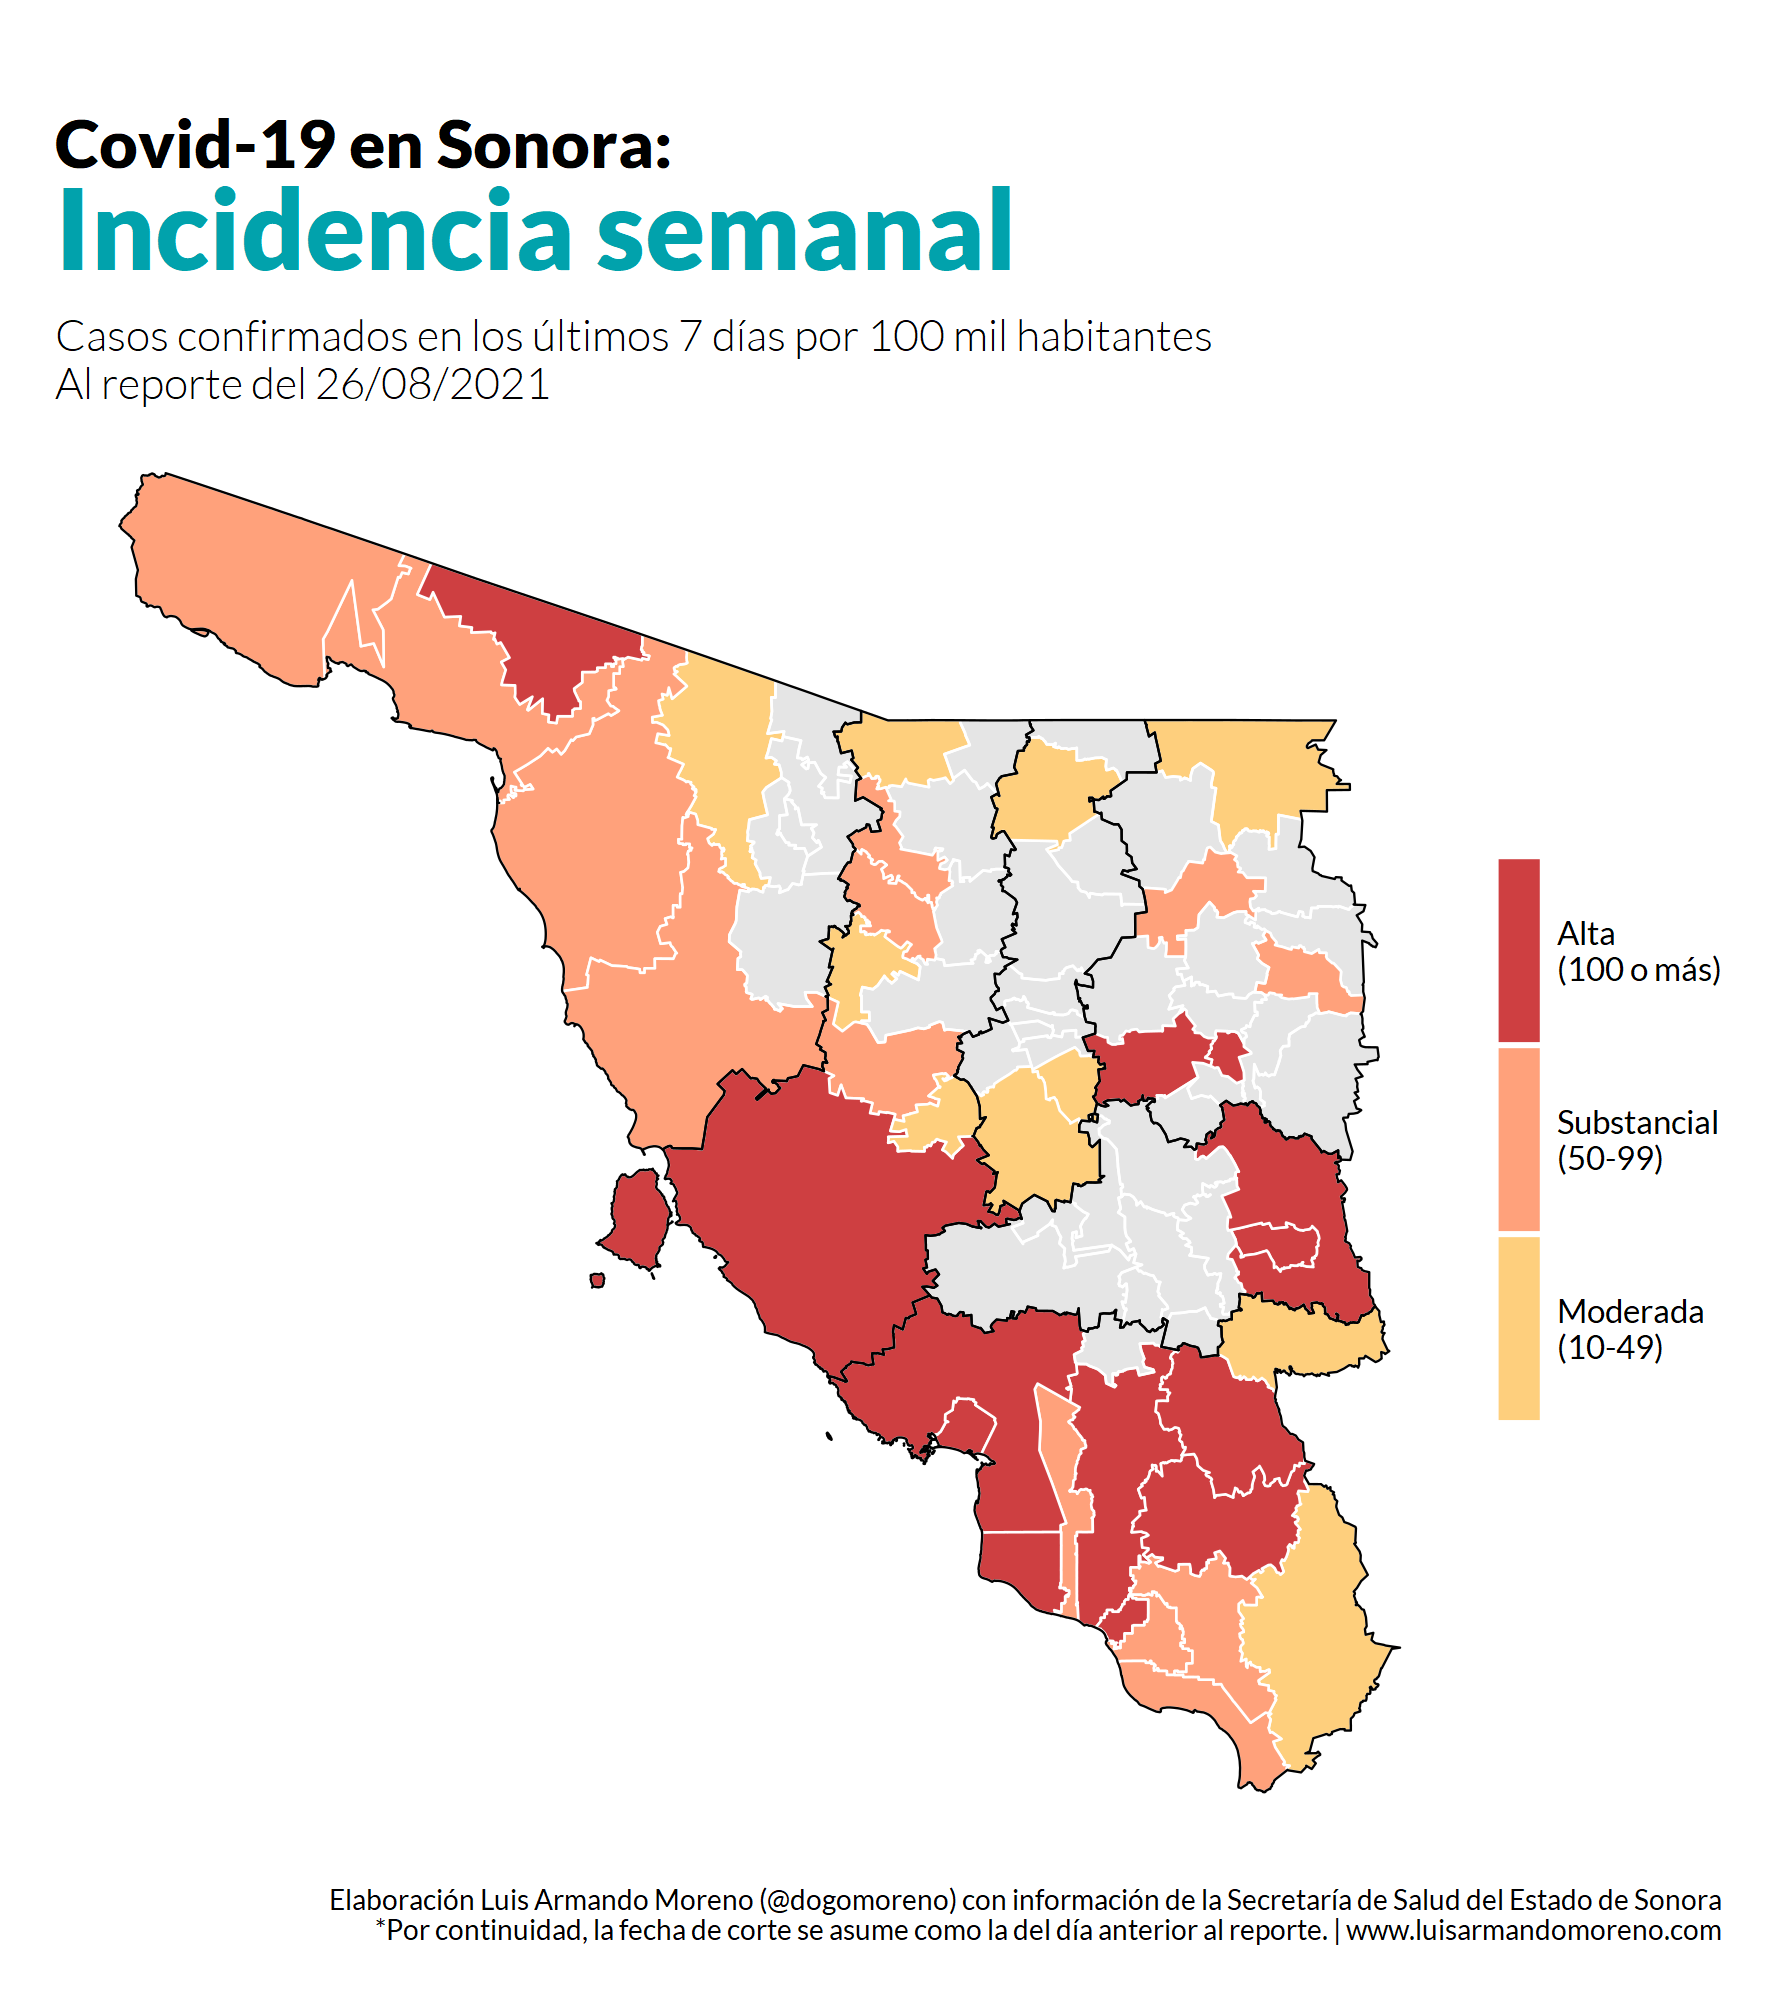 Covid-19 en Sonora:
Incidencia semanal
Casos confirmados en los últimos 7 días por 100 mil habitantes
Al reporte del 26/08/2021
Alta
(100 o más)
Substancial
(50-99)
Moderada
(10-49)
Elaboración Luis Armando Moreno (@dogomoreno) con información de la Secretaría de Salud del Estado de Sonora
*Por continuidad, la fecha de corte se asume como la del día anterior al reporte. | www.luisarmandomoreno.com